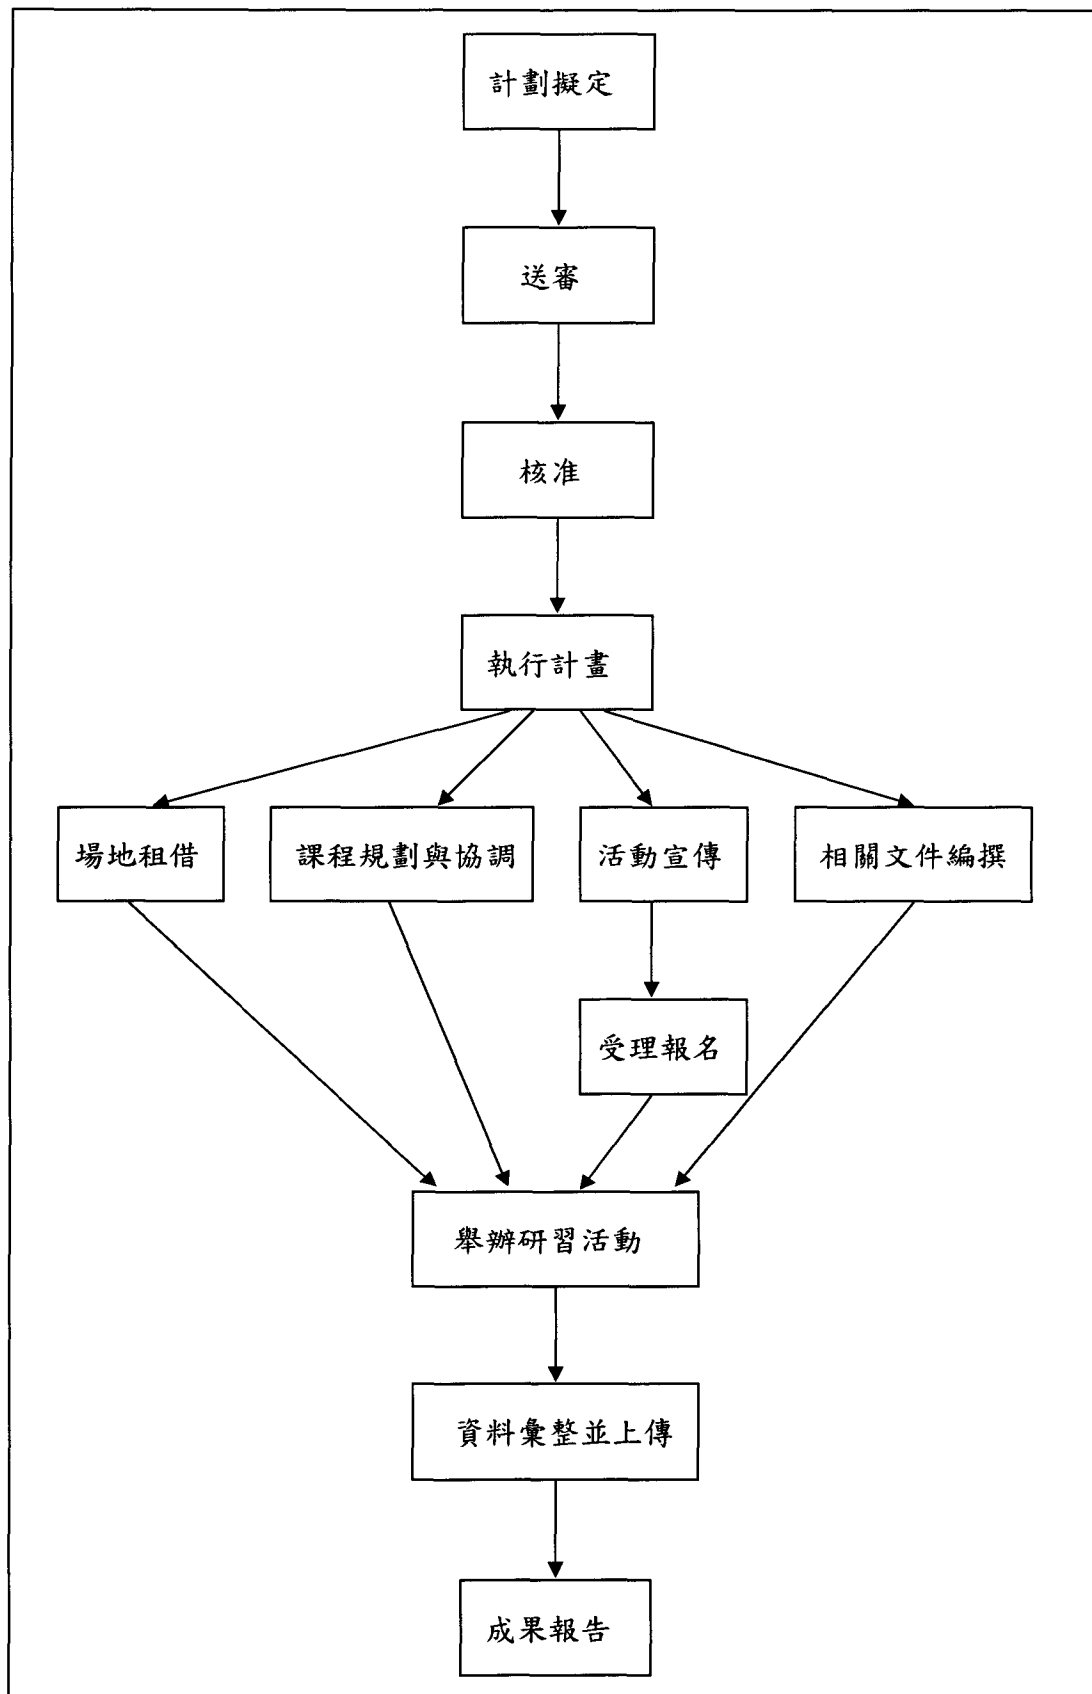 計劃擬定
送審
核准
執行計畫
場地租借
課程規劃與協調
活動宣傳
相關文件編撰
受理報名
舉辦研習活動
資料彙整並上傳
成果報告